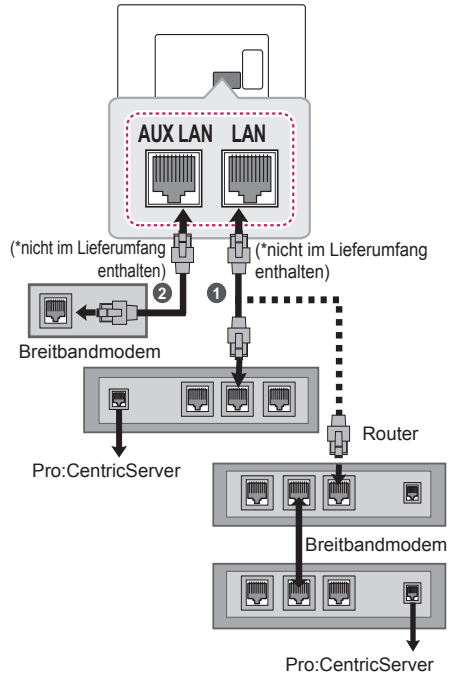 AUX LAN LAN
(*nicht im Lieferumfang
enthalten)
(*nicht im Lieferumfang
enthalten)
2
1
Breitbandmodem
Router
Pro:CentricServer
Breitbandmodem
Pro:CentricServer